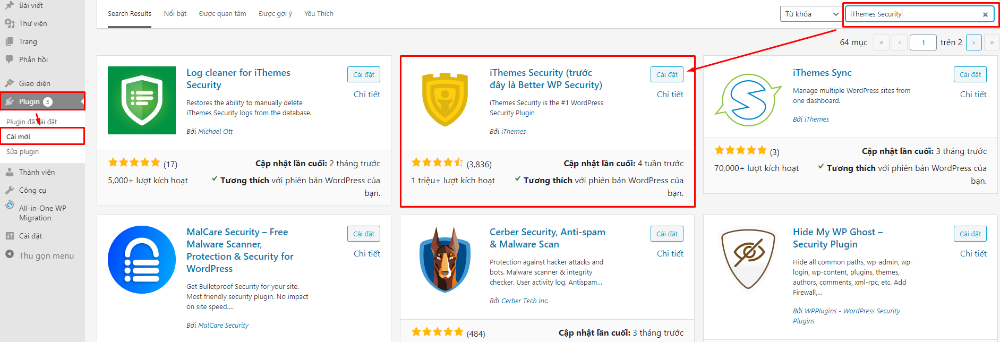 Bài viết
Thư viện
Trang
Phản hồi
Giao diện
Plugin 3
Plugin đã cài đặt
Cài mới
Sửa plugin
Thành viên
Công cụ
All-in-One WP
Migration
Cài đặt
Thu gọn menu
Search Results
Nổi bật
Được quan tâm
Được gợi ý
Yêu Thích
Từ khóa
iThemes Security
64 mục
«
‹
1
trên 2
›
»
Log cleaner for iThemes
Security
Cài đặt
Chi tiết
Restores the ability to manually delete
iThemes Security logs from the database.
Bởi Michael Ott
(17)
Cập nhật lần cuối: 2 tháng trước
5,000+ lượt kích hoạt
Tương thích với phiên bản WordPress của
bạn.
iThemes Security (trước
đây là Better WP Security)
Cài đặt
Chi tiết
iThemes Security is the #1 WordPress
Security Plugin
Bởi iThemes
(3,836)
Cập nhật lần cuối: 4 tuần trước
1 triệu+ lượt kích hoạt
Tương thích với phiên bản WordPress của
bạn.
iThemes Sync
Cài đặt
Chi tiết
Manage multiple WordPress sites from
one dashboard.
Bởi iThemes
(3)
Cập nhật lần cuối: 3 tháng trước
70,000+ lượt kích hoạt
Tương thích với phiên bản WordPress của
bạn.
MalCare Security – Free
Malware Scanner,
Protection & Security for
WordPress
Cài đặt
Chi tiết
Get Bulletproof Security for your site.
Most friendly security plugin. No impact
on site speed....
Bởi MalCare Security
Cerber Security, Anti-spam
& Malware Scan
Cài đặt
Chi tiết
Protection against hacker attacks and
bots. Malware scanner & integrity
checker. User activity log. Antispam...
Bởi Cerber Tech Inc.
(484)
Cập nhật lần cuối: 3 tháng trước
Hide My WP Ghost –
Security Plugin
Cài đặt
Chi tiết
Hide all common paths, wp-admin, wp-
login, wp-content, plugins, themes,
authors, comments, xml-rpc, etc. Add
Firewall,...
Bởi WPPlugins - WordPress Security
Plugins